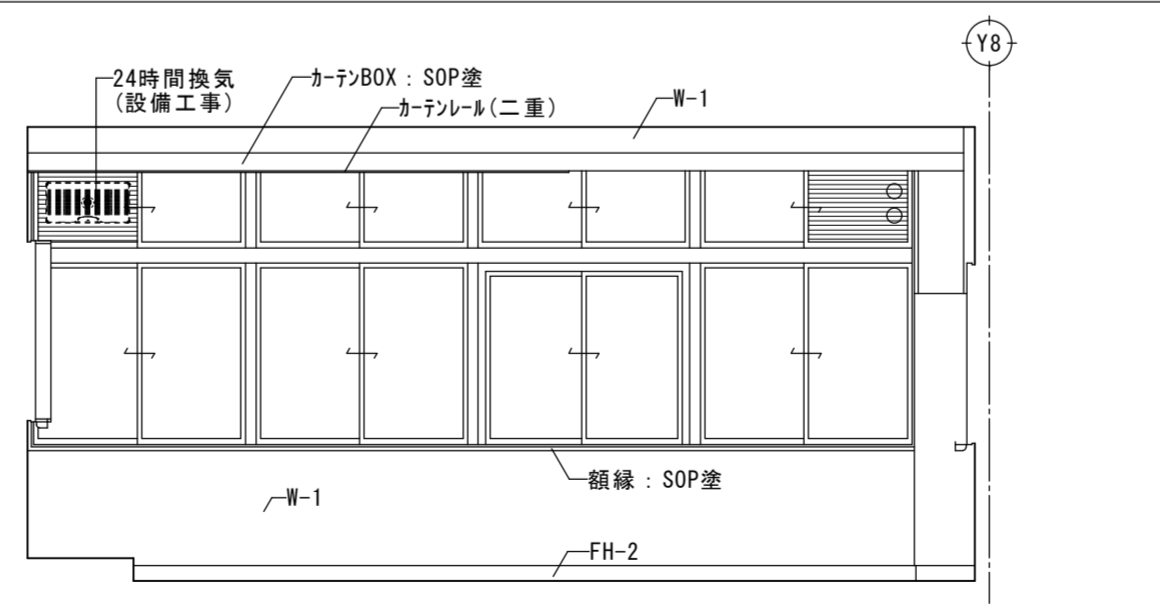 Y8
24時間換気
(設備工事)
ｶｰﾃﾝBOX：SOP塗
ｶｰﾃﾝﾚｰﾙ(二重)
W-1
額縁：SOP塗
W-1
FH-2